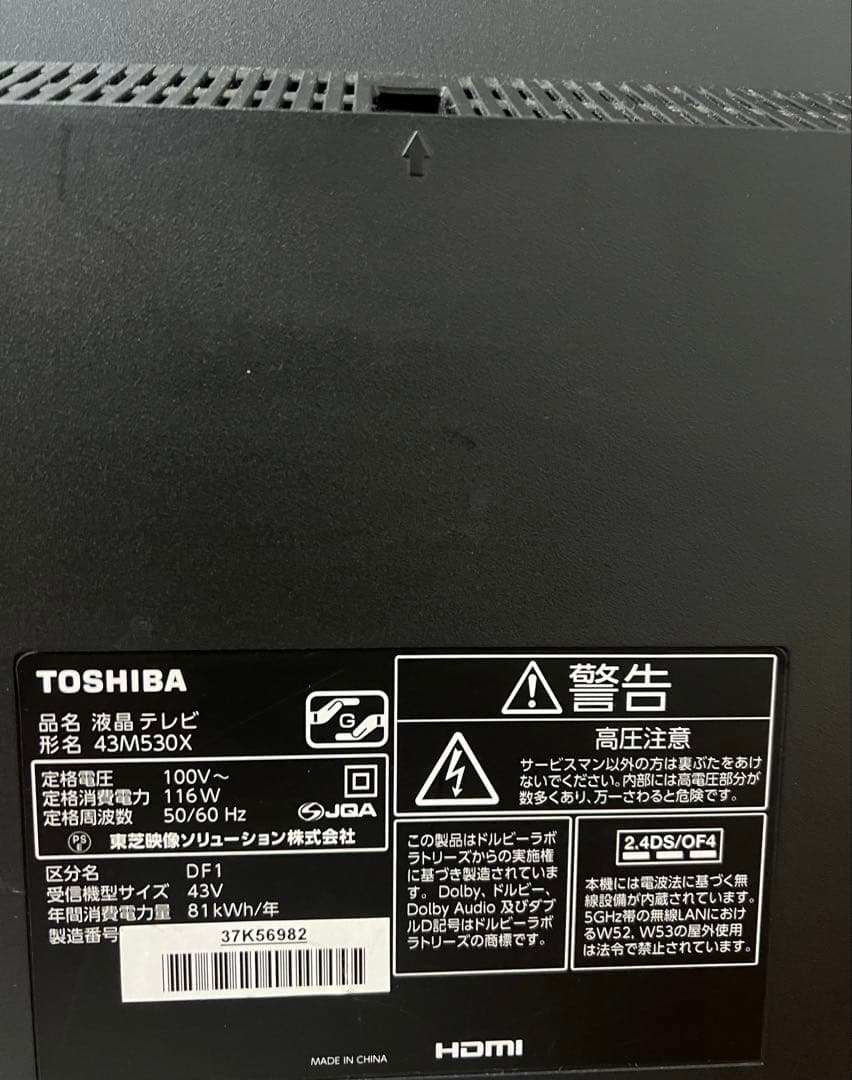 TOSHIBA
品名 液晶テレビ
形名 43M530X
G
定格電圧 100V～
定格消費電力 116W
定格周波数 50/60 Hz
JQA
PS
E
東芝映像ソリューション株式会社
区分名 DF1
受信機型サイズ 43V
年間消費電力量 81kWh/年
製造番号
37K56982
警告
高圧注意
サービスマン以外の方は裏ぶたをあけ
ないでください。内部には高電圧部分が
数多くあり、万一さわると危険です。
この製品はドルビーラボ
ラトリーズからの実施権
に基づき製造されていま
す。Dolby、ドルビー、
Dolby Audio 及びダブ
ルD記号はドルビーラボ
ラトリーズの商標です。
2.4DS/OF4
本機には電波法に基づく無
線設備が内蔵されています。
5GHz帯の無線LANにおけ
るW52, W53の屋外使用
は法令で禁止されています。
MADE IN CHINA
HDMI